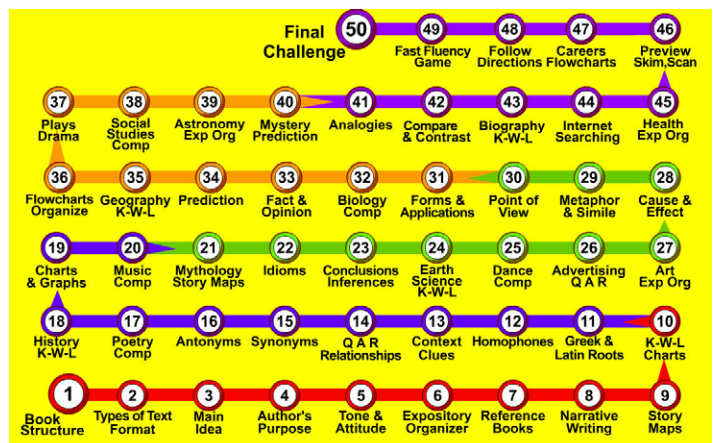 50 49 48 47 46
Final
Challenge
Fast Fluency
Game
Follow
Directions
Careers
Flowcharts
Preview
Skim,Scan
37 38 39 40 41 42 43 44 45
Plays
Drama
Social
Studies
Comp
Astronomy
Exp Org
Mystery
Prediction
Analogies
Compare
& Contrast
Biography
K-W-L
Internet
Searching
Health
Exp Org
36 35 34 33 32 31 30 29 28
Flowcharts
Organize
Geography
K-W-L
Prediction
Fact &
Opinion
Biology
Comp
Forms &
Applications
Point of
View
Metaphor
& Simile
Cause &
Effect
19 20 21 22 23 24 25 26 27
Charts
& Graphs
Music
Comp
Mythology
Story Maps
Idioms
Conclusions
Inferences
Earth
Science
K-W-L
Dance
Comp
Advertising
Q A R
Art
Exp Org
18 17 16 15 14 13 12 11 10
History
K-W-L
Poetry
Comp
Antonyms
Synonyms
Q A R
Relationships
Context
Clues
Homophones
Greek &
Latin Roots
K-W-L
Charts
1 2 3 4 5 6 7 8 9
Book
Structure
Types of Text
Format
Main
Idea
Author's
Purpose
Tone &
Attitude
Expository
Organizer
Reference
Books
Narrative
Writing
Story
Maps